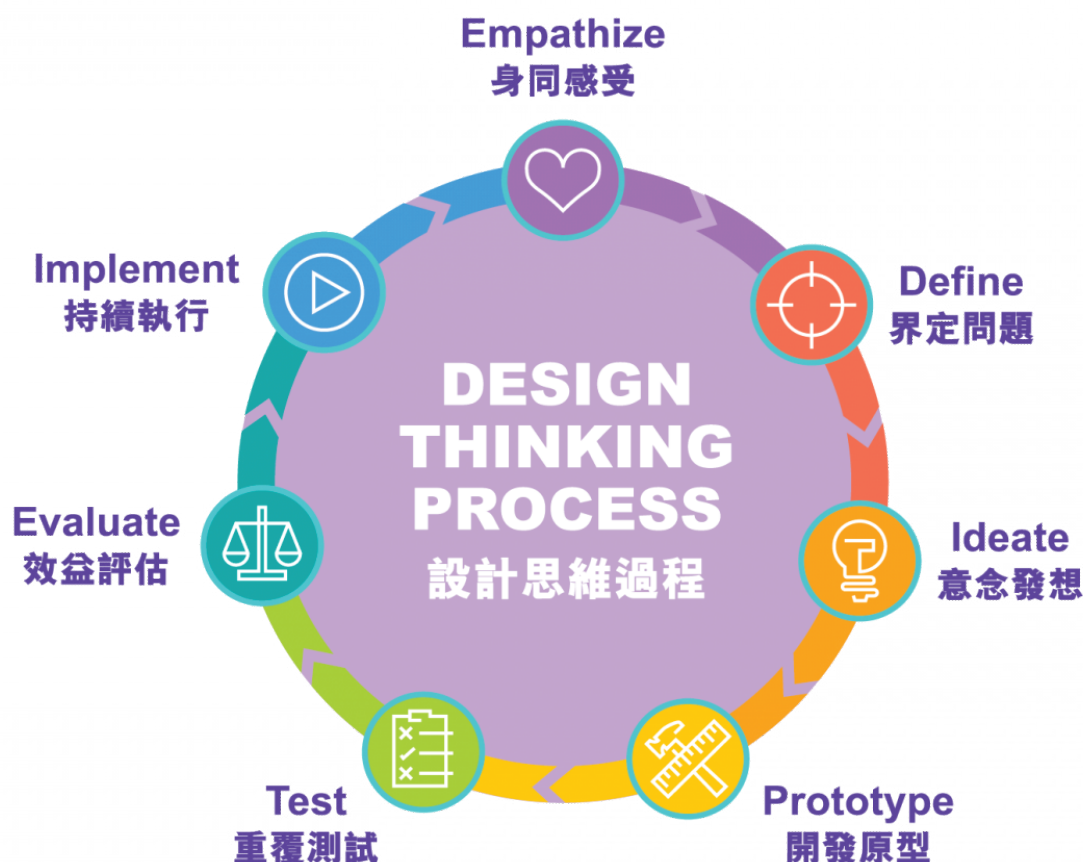 Empathize
身同感受
Define
界定問題
Ideate
意念發想
Prototype
開發原型
Test
重覆測試
Evaluate
效益評估
Implement
持續執行
DESIGN
THINKING
PROCESS
設計思維過程